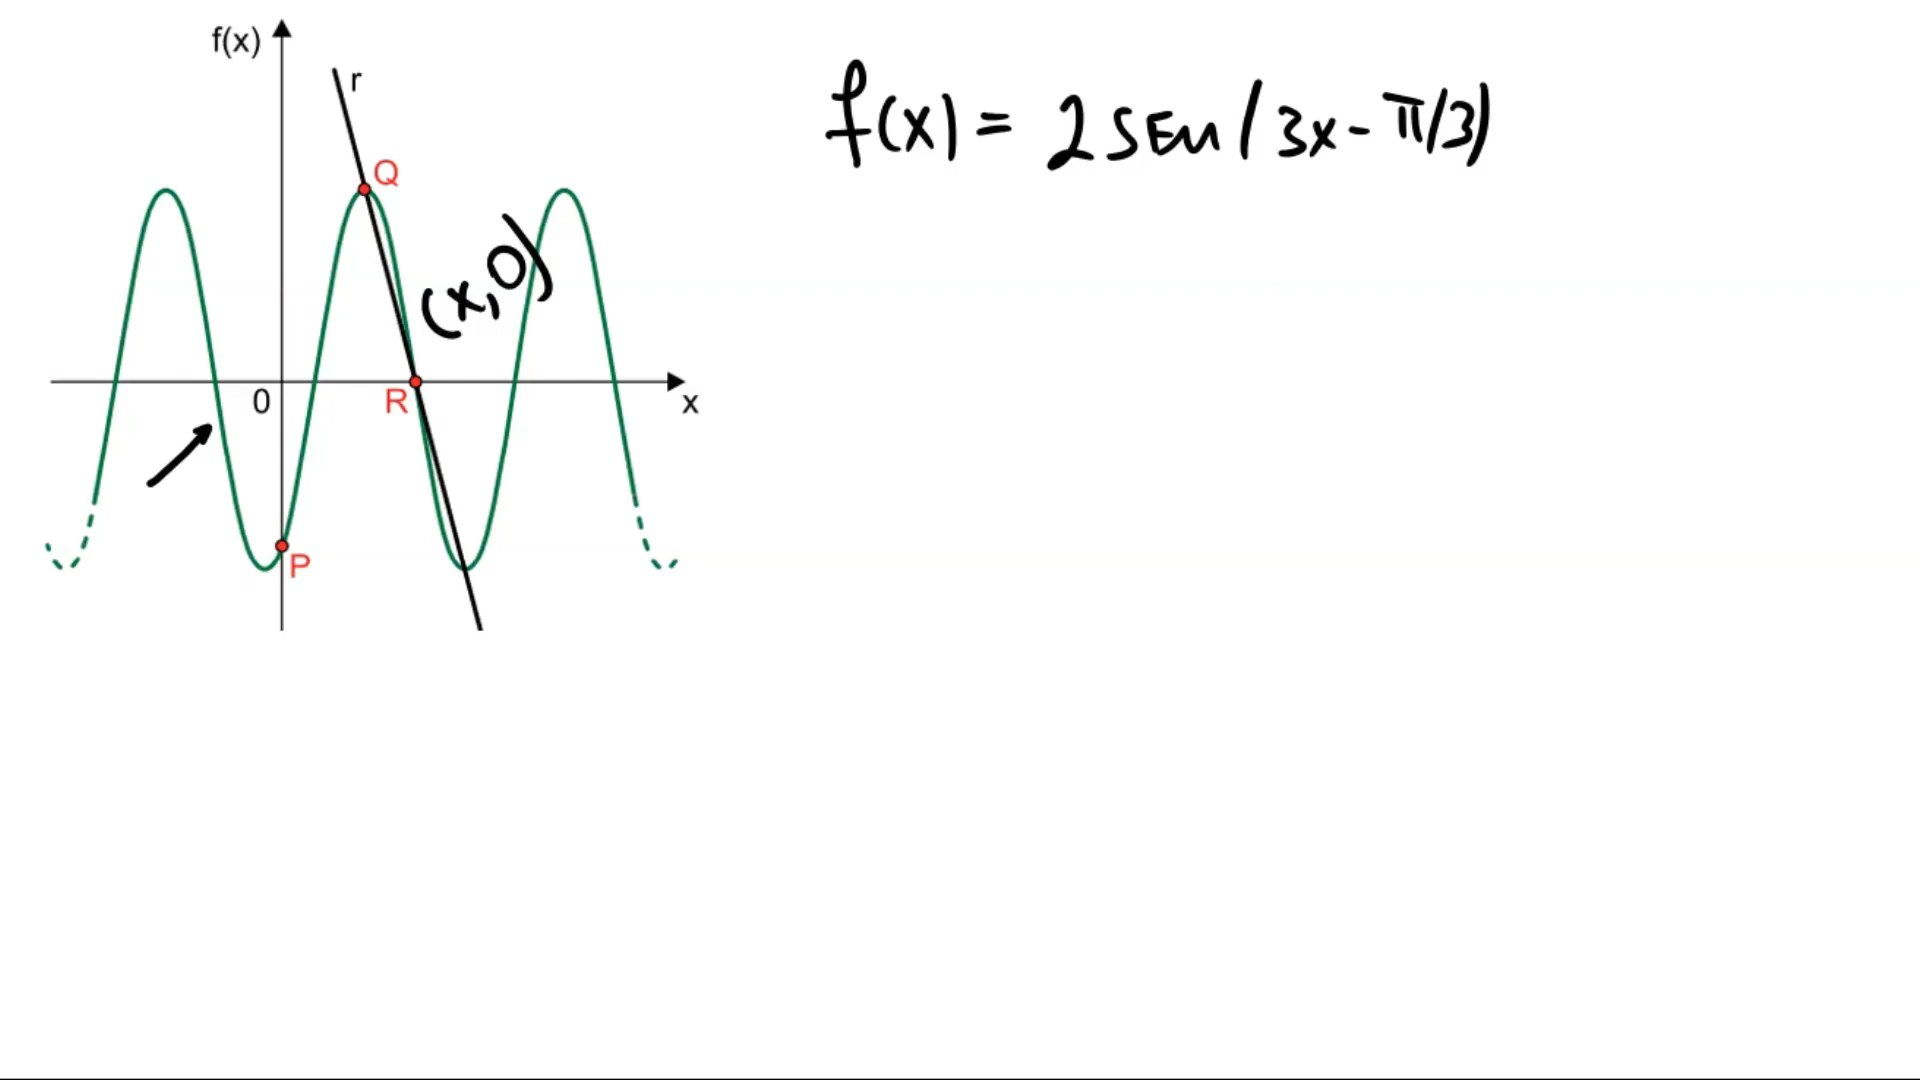 f(x)
r
f(x) = 2 SEN (3x - π/3)
Q
(x,0)
0
R
x
P